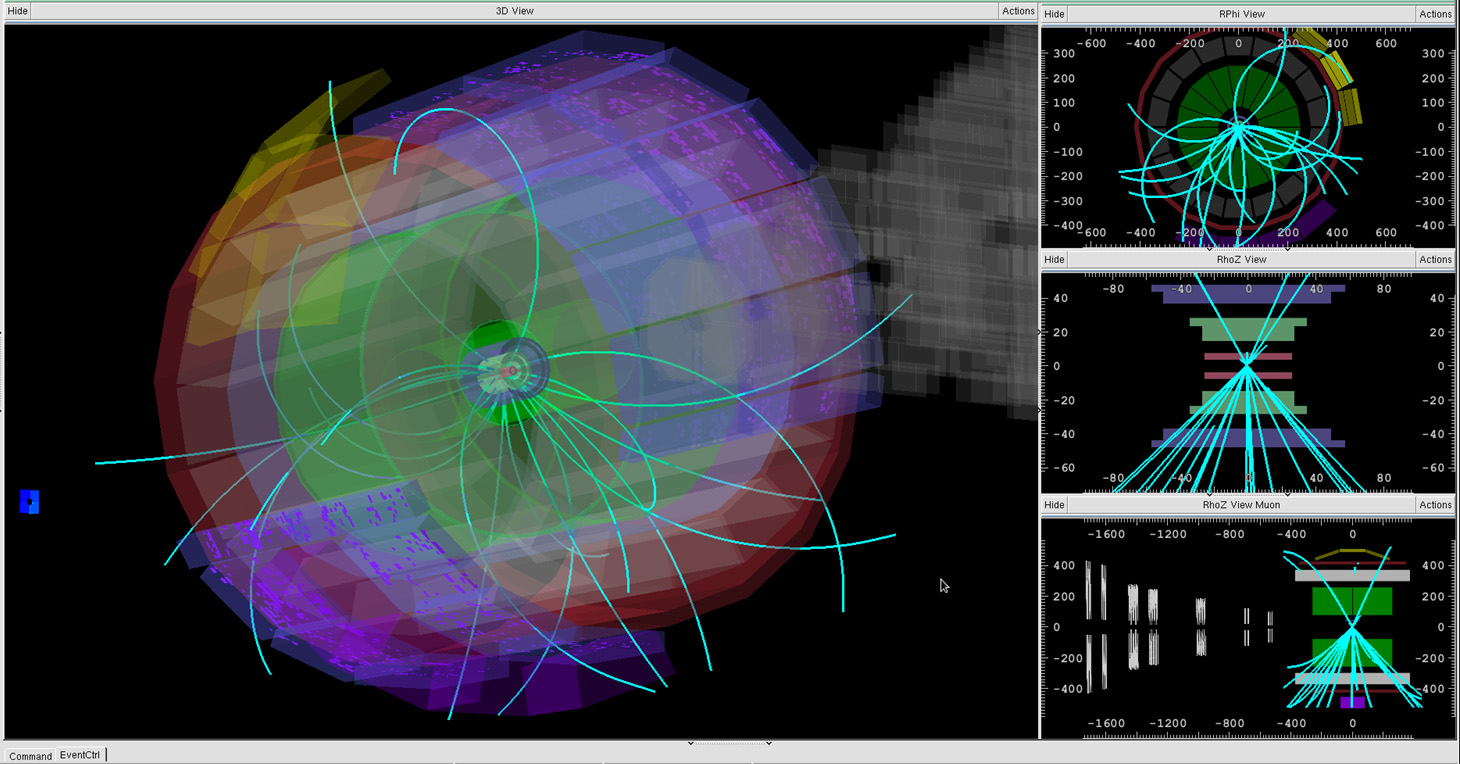 Hide 3D View Actions
Hide RPhi View Actions
-600 -400 -200 0 200 400 600
300 300
200 200
100 100
0 0
-100 -100
-200 -200
-300 -300
-400 -400
-600 -400 -200 0 200 400 600
Hide RhoZ View Actions
-80 -40 0 40 80
40 40
20 20
0 0
-20 -20
-40 -40
-60 -60
-80 -40 0 40 80
Hide RhoZ View Muon Actions
-1600 -1200 -800 -400 0
400 400
200 200
0 0
-200 -200
-400 -400
-1600 -1200 -800 -400 0
Command EventCtrl